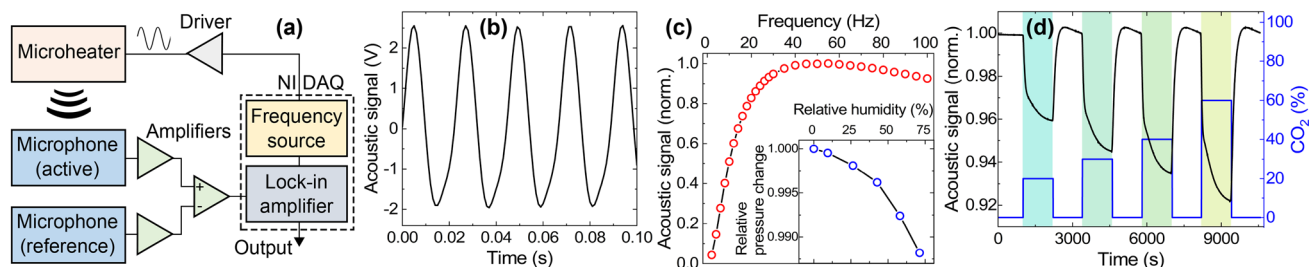 (a)
Microheater
Driver
NI DAQ
Frequency
source
Amplifiers
Microphone
(active)
+
-
Lock-in
amplifier
Microphone
(reference)
Output
(b)
Acoustic signal (V)
2
1
0
-1
-2
0.00 0.02 0.04 0.06 0.08 0.10
Time (s)
(c)
Frequency (Hz)
0 20 40 60 80 100
Acoustic signal (norm.)
1.0
0.8
0.6
0.4
0.2
0.0
Relative humidity (%)
0 25 50 75
Relative
pressure change
1.000
0.995
0.990
(d)
Acoustic signal (norm.)
1.00
0.98
0.96
0.94
0.92
0 3000 6000 9000
Time (s)
CO2 (%)
100
80
60
40
20
0